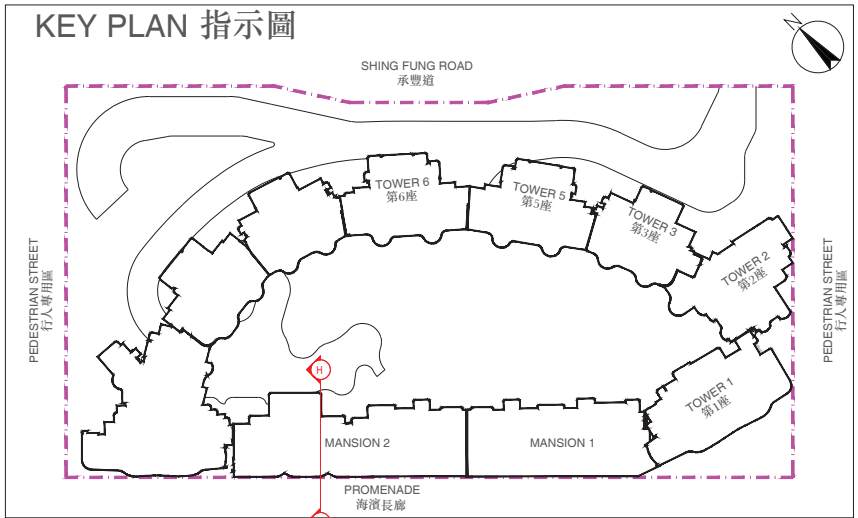 KEY PLAN 指示圖
N
SHING FUNG ROAD
承豐道
TOWER 6
第6座
TOWER 5
第5座
TOWER 3
第3座
TOWER 2
第2座
TOWER 1
第1座
PEDESTRIAN STREET
行人專用區
PEDESTRIAN STREET
行人專用區
H
MANSION 2
MANSION 1
PROMENADE
海濱長廊